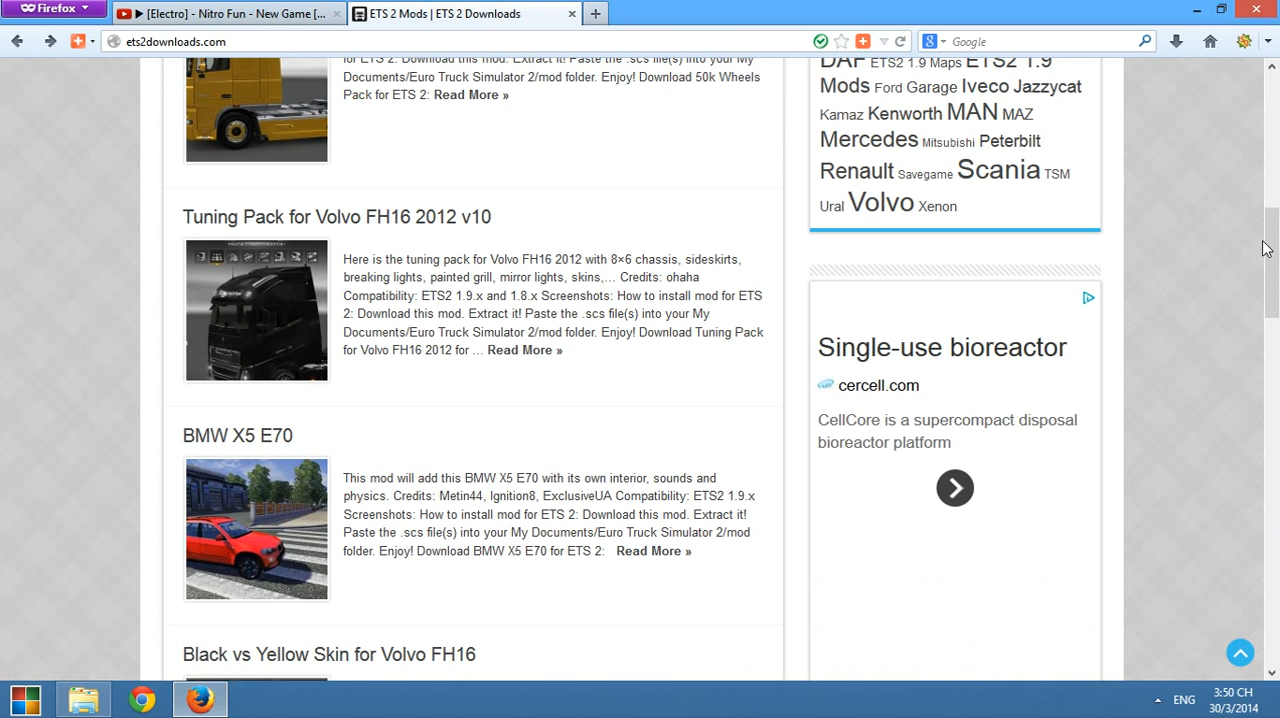 Firefox
▶ [Electro] - Nitro Fun - New Game [...
ETS 2 Mods | ETS 2 Downloads
ets2downloads.com
Google
for ETS 2: Download this mod. Extract it! Paste the .scs file(s) into your My
Documents/Euro Truck Simulator 2/mod folder. Enjoy! Download 50k Wheels
Pack for ETS 2: Read More »
Tuning Pack for Volvo FH16 2012 v10
Here is the tuning pack for Volvo FH16 2012 with 8×6 chassis, sideskirts,
breaking lights, painted grill, mirror lights, skins,… Credits: ohaha
Compatibility: ETS2 1.9.x and 1.8.x Screenshots: How to install mod for ETS
2: Download this mod. Extract it! Paste the .scs file(s) into your My
Documents/Euro Truck Simulator 2/mod folder. Enjoy! Download Tuning Pack
for Volvo FH16 2012 for … Read More »
BMW X5 E70
This mod will add this BMW X5 E70 with its own interior, sounds and
physics. Credits: Metin44, Ignition8, ExclusiveUA Compatibility: ETS2 1.9.x
Screenshots: How to install mod for ETS 2: Download this mod. Extract it!
Paste the .scs file(s) into your My Documents/Euro Truck Simulator 2/mod
folder. Enjoy! Download BMW X5 E70 for ETS 2: Read More »
Black vs Yellow Skin for Volvo FH16
DAF ETS2 1.9 Maps ETS2 1.9
Mods Ford Garage Iveco Jazzycat
Kamaz Kenworth MAN MAZ
Mercedes Mitsubishi Peterbilt
Renault Savegame Scania TSM
Ural Volvo Xenon
Single-use bioreactor
cercell.com
CellCore is a supercompact disposal
bioreactor platform
ENG
3:50 CH
30/3/2014